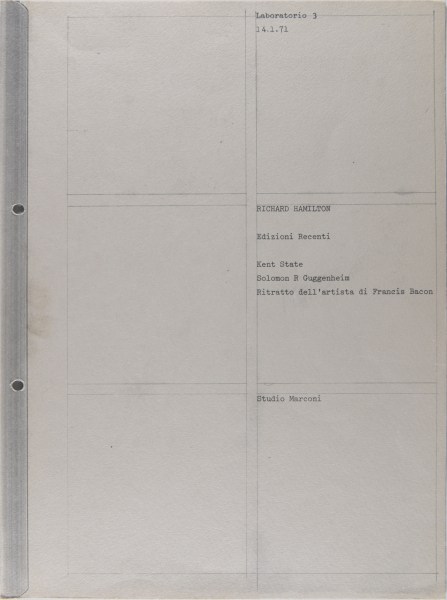 Laboratorio 3
14.1.71
RICHARD HAMILTON
Edizioni Recenti
Kent State
Solomon R Guggenheim
Ritratto dell'artista di Francis Bacon
Studio Marconi